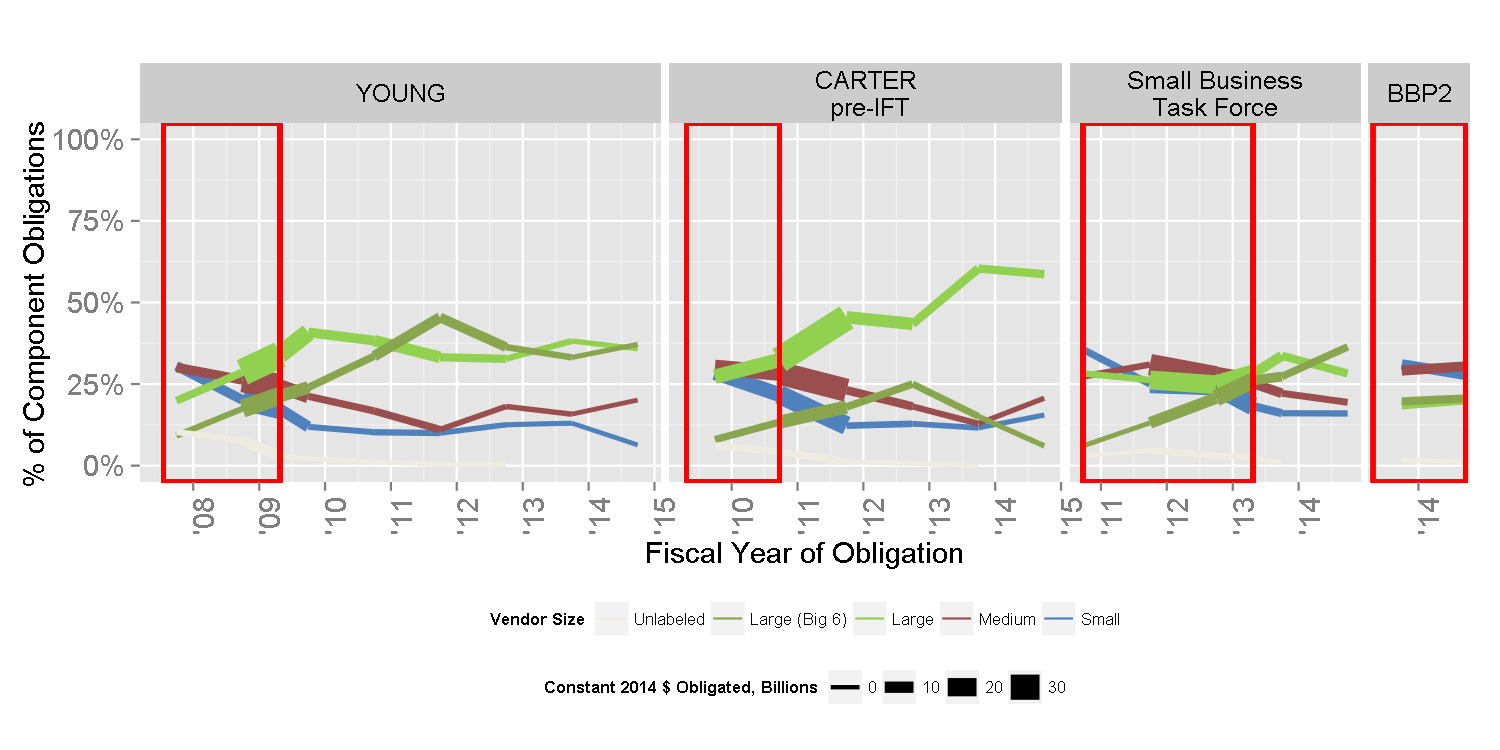 YOUNG
CARTER
pre-IFT
Small Business
Task Force
BBP2
% of Component Obligations
100%
75%
50%
25%
0%
'08
'09
'10
'11
'12
'13
'14
'15
'10
'11
'12
'13
'14
'15
'11
'12
'13
'14
'14
Fiscal Year of Obligation
Vendor Size Unlabeled Large (Big 6) Large Medium Small
Constant 2014 $ Obligated, Billions 0 10 20 30